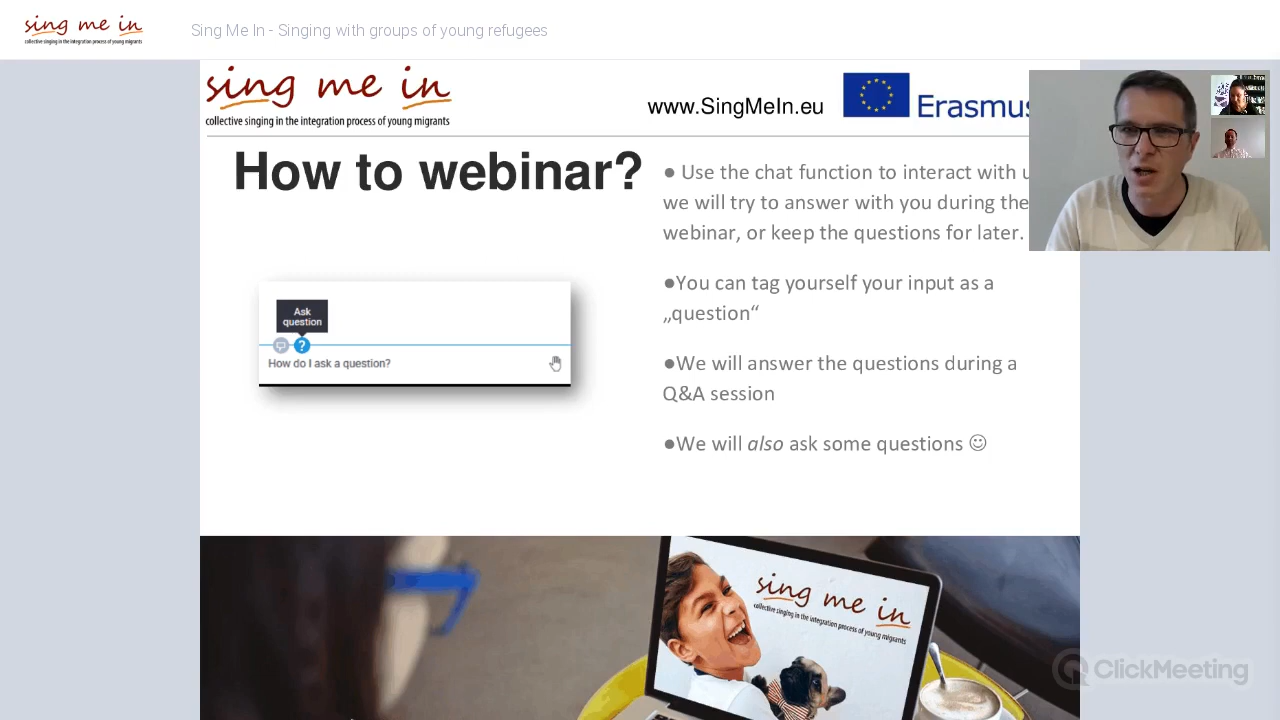 sing me in
collective singing in the integration process of young migrants
Sing Me In - Singing with groups of young refugees
sing me in
collective singing in the integration process of young migrants
www.SingMeIn.eu
Erasmus
How to webinar?
● Use the chat function to interact with u
we will try to answer with you during the
webinar, or keep the questions for later.
●You can tag yourself your input as a
„question“
●We will answer the questions during a
Q&A session
●We will also ask some questions ☺
Ask
question
?
How do I ask a question?
sing me in
collective singing in the integration process of young migrants
ClickMeeting